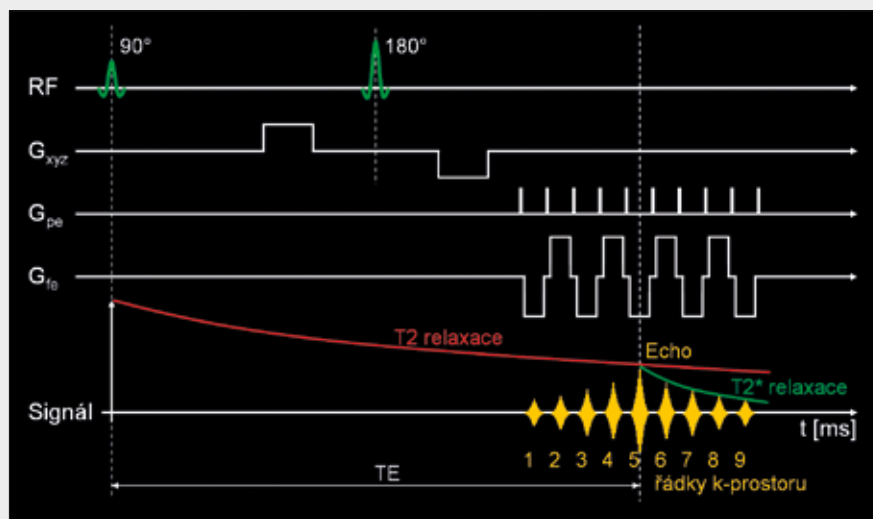 90°
180°
RF
Gxyz
Gpe
Gfe
T2 relaxace
Echo
T2* relaxace
Signál
t [ms]
1 2 3 4 5 6 7 8 9
TE
řádky k-prostoru